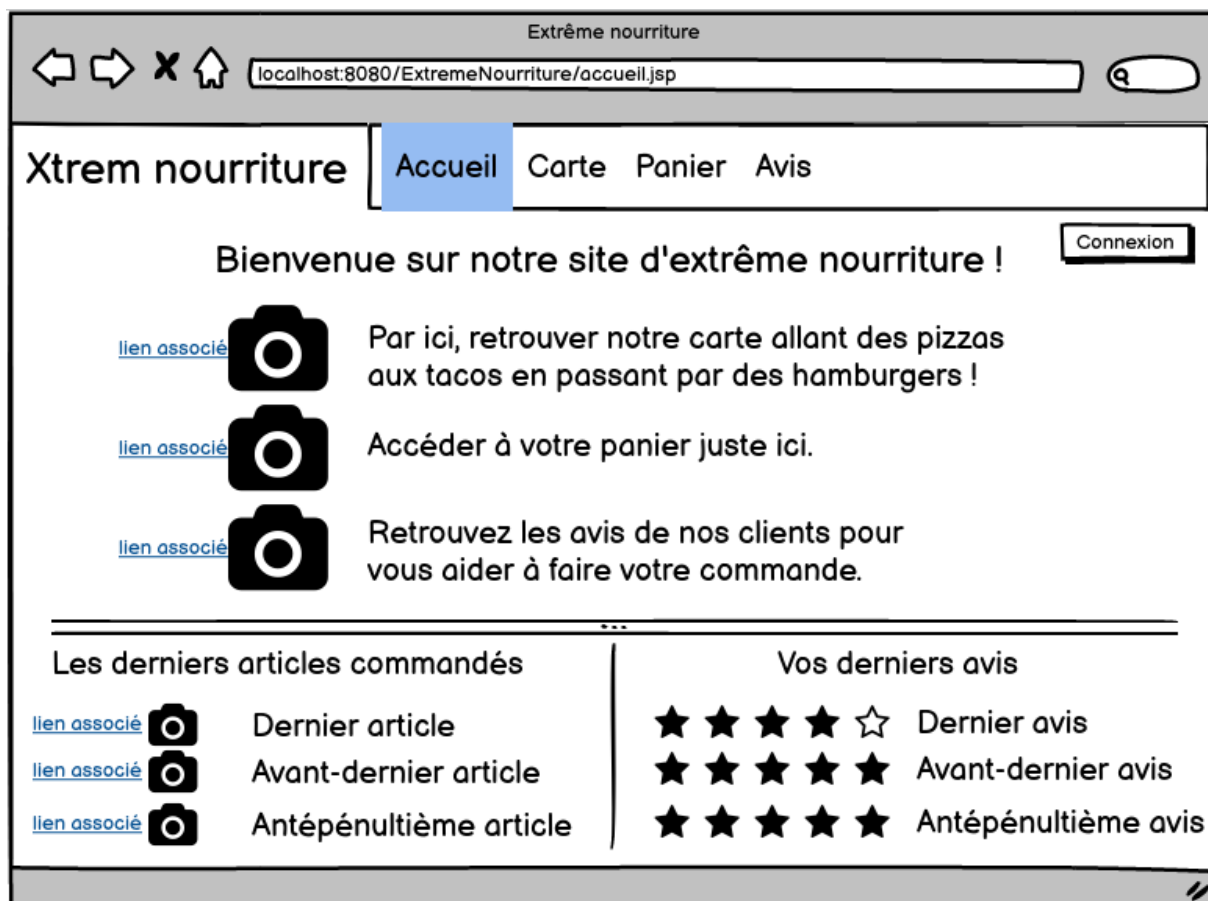 Extrême nourriture
localhost:8080/ExtremeNourriture/accueil.jsp
Xtrem nourriture
Accueil Carte Panier Avis
Connexion
Bienvenue sur notre site d'extrême nourriture !
lien associé
Par ici, retrouver notre carte allant des pizzas
aux tacos en passant par des hamburgers !
lien associé
Accéder à votre panier juste ici.
lien associé
Retrouvez les avis de nos clients pour
vous aider à faire votre commande.
Les derniers articles commandés
lien associé Dernier article
lien associé Avant-dernier article
lien associé Antépénultième article
Vos derniers avis
Dernier avis
Avant-dernier avis
Antépénultième avis